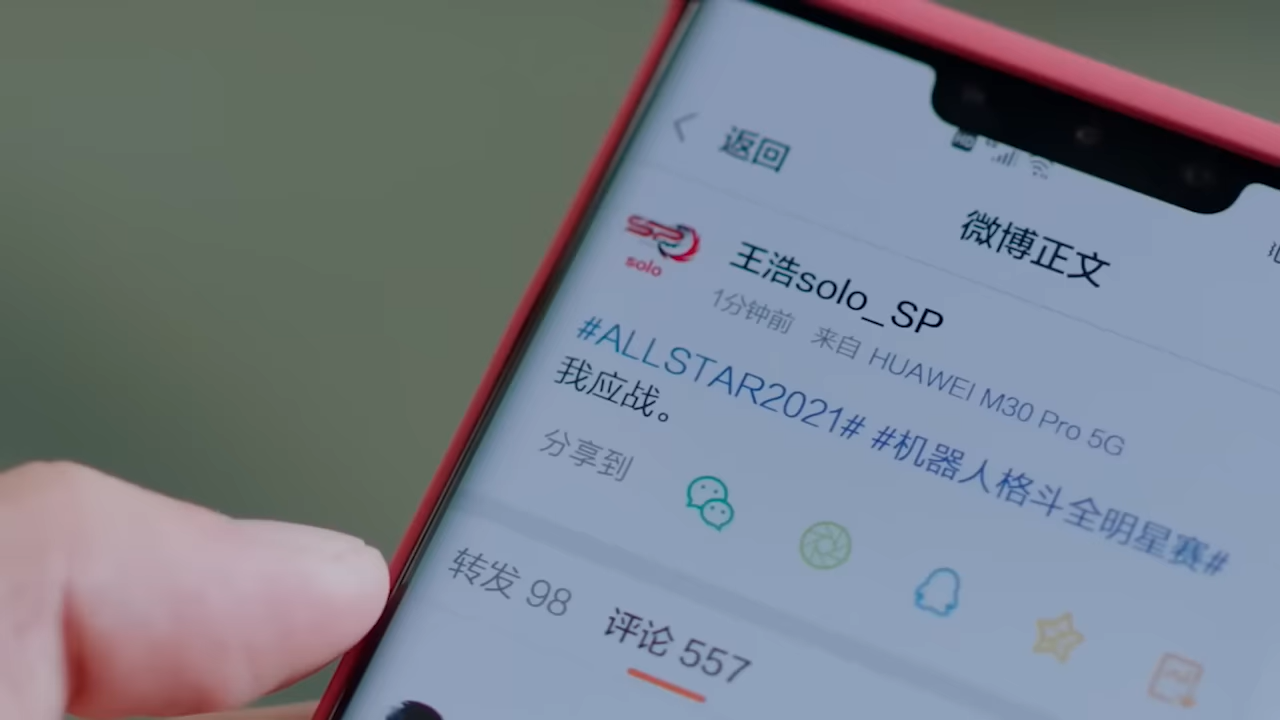 返回
微博正文
SP
solo
王浩solo_SP
1分钟前 来自 HUAWEI M30 Pro 5G
#ALLSTAR2021# #机器人格斗全明星赛#
我应战。
分享到
转发 98 评论 557